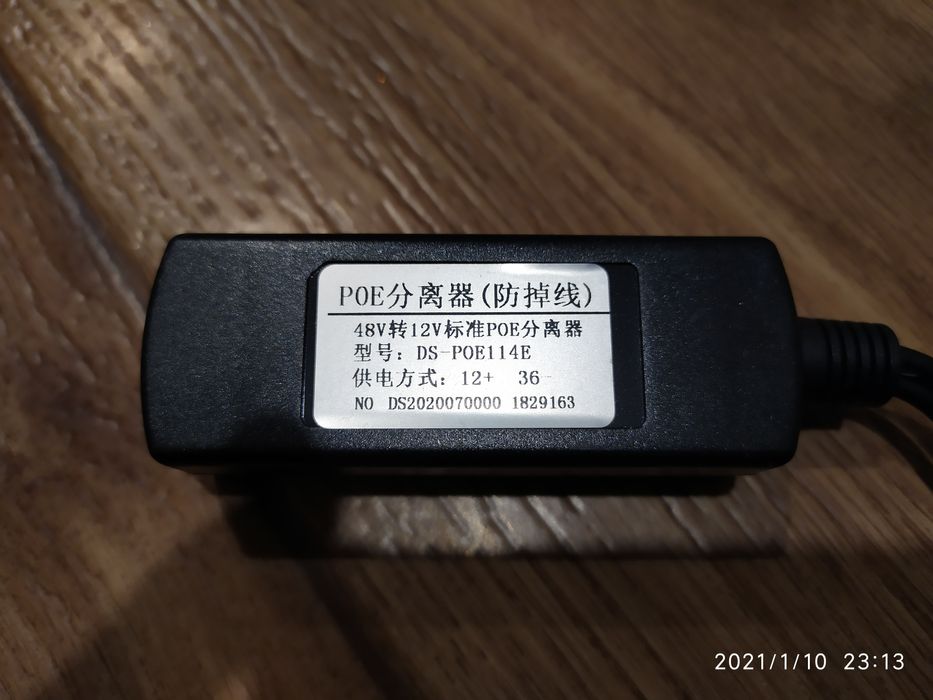 POE分离器(防掉线)
48V转12V标准POE分离器
型号: DS-POE114E
供电方式: 12+ 36-
NO DS2020070000 1829163
2021/1/10 23:13